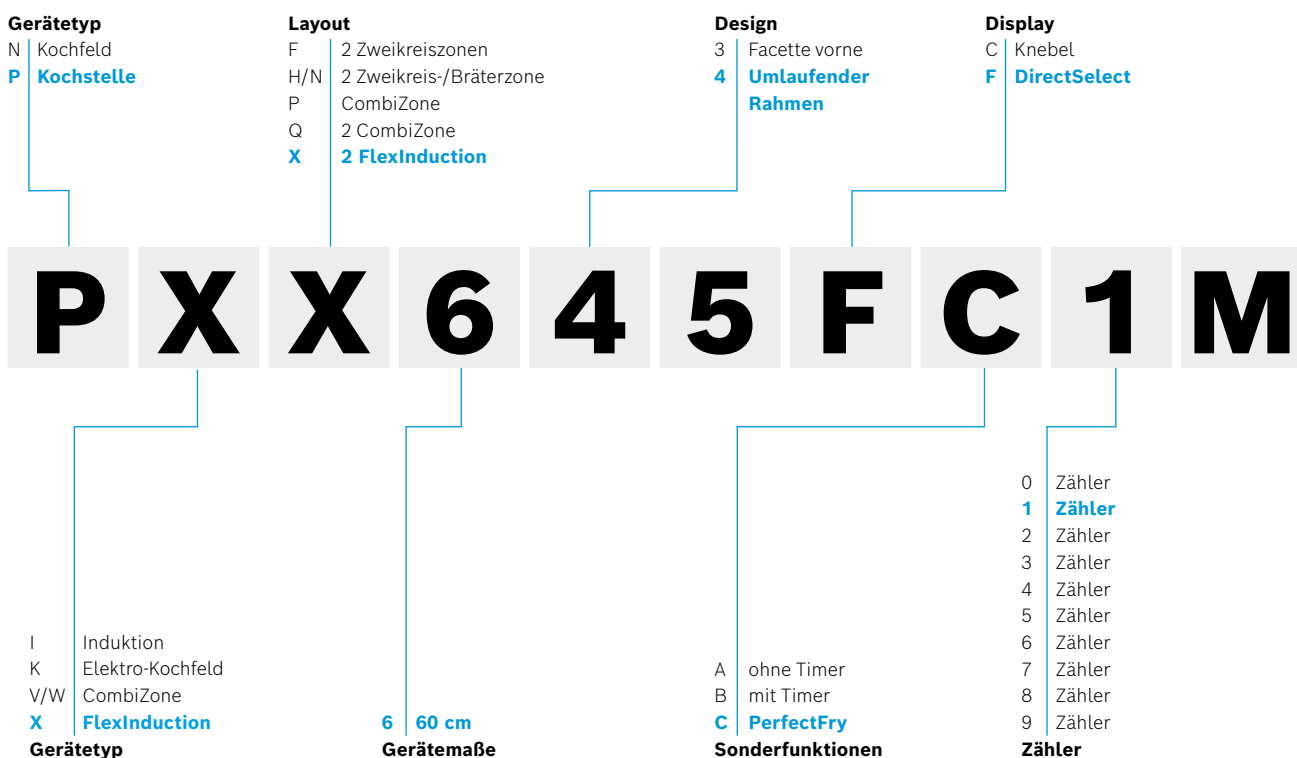 Gerätetyp
N Kochfeld
P Kochstelle
Layout
F 2 Zweikreiszonen
H/N 2 Zweikreis-/Bräterzone
P CombiZone
Q 2 CombiZone
X 2 FlexInduction
Design
3 Facette vorne
4 Umlaufender
Rahmen
Display
C Knebel
F DirectSelect
P X X 6 4 5 F C 1 M
I Induktion
K Elektro-Kochfeld
V/W CombiZone
X FlexInduction
Gerätetyp
6 60 cm
Gerätemaße
A ohne Timer
B mit Timer
C PerfectFry
Sonderfunktionen
0 Zähler
1 Zähler
2 Zähler
3 Zähler
4 Zähler
5 Zähler
6 Zähler
7 Zähler
8 Zähler
9 Zähler
Zähler